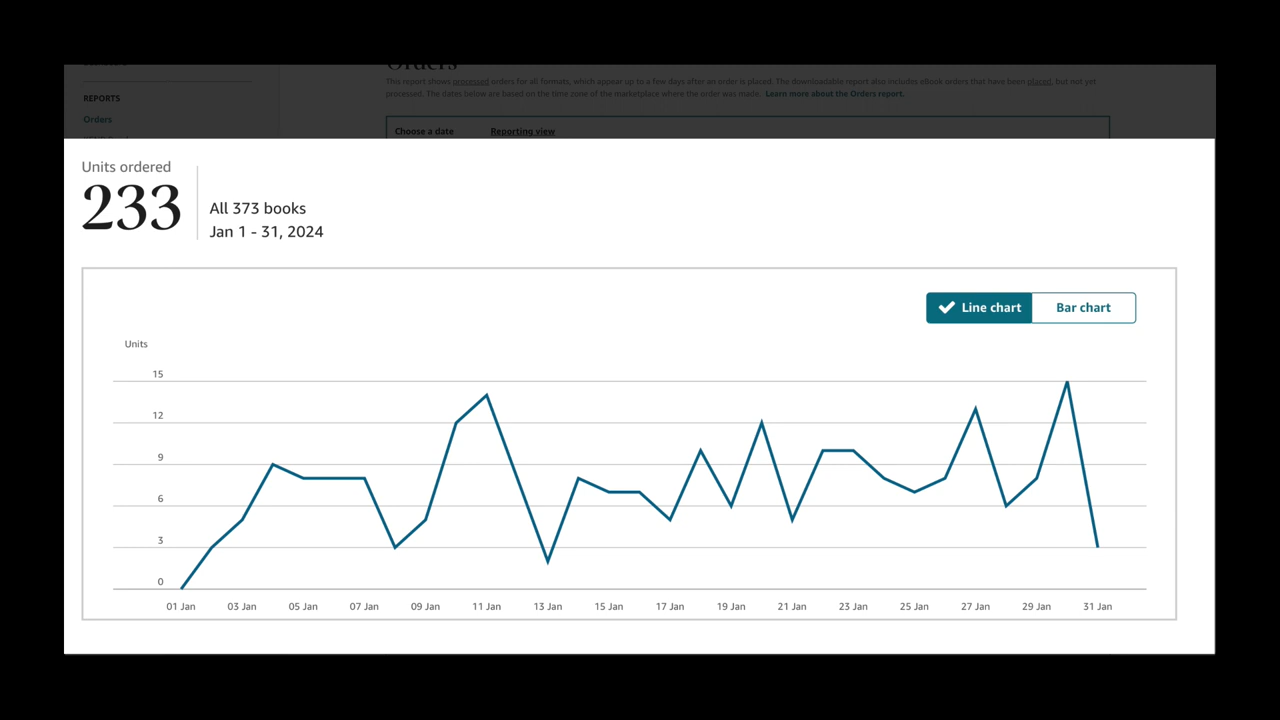 Orders
This report shows processed orders for all formats, which appear up to a few days after an order is placed. The downloadable report also includes eBook orders that have been placed, but not yet
processed. The dates below are based on the time zone of the marketplace where the order was made. Learn more about the Orders report.
REPORTS
Orders
Choose a date
Reporting view
Units ordered
233
All 373 books
Jan 1 - 31, 2024
Line chart
Bar chart
Units
15
12
9
6
3
0
01 Jan
03 Jan
05 Jan
07 Jan
09 Jan
11 Jan
13 Jan
15 Jan
17 Jan
19 Jan
21 Jan
23 Jan
25 Jan
27 Jan
29 Jan
31 Jan